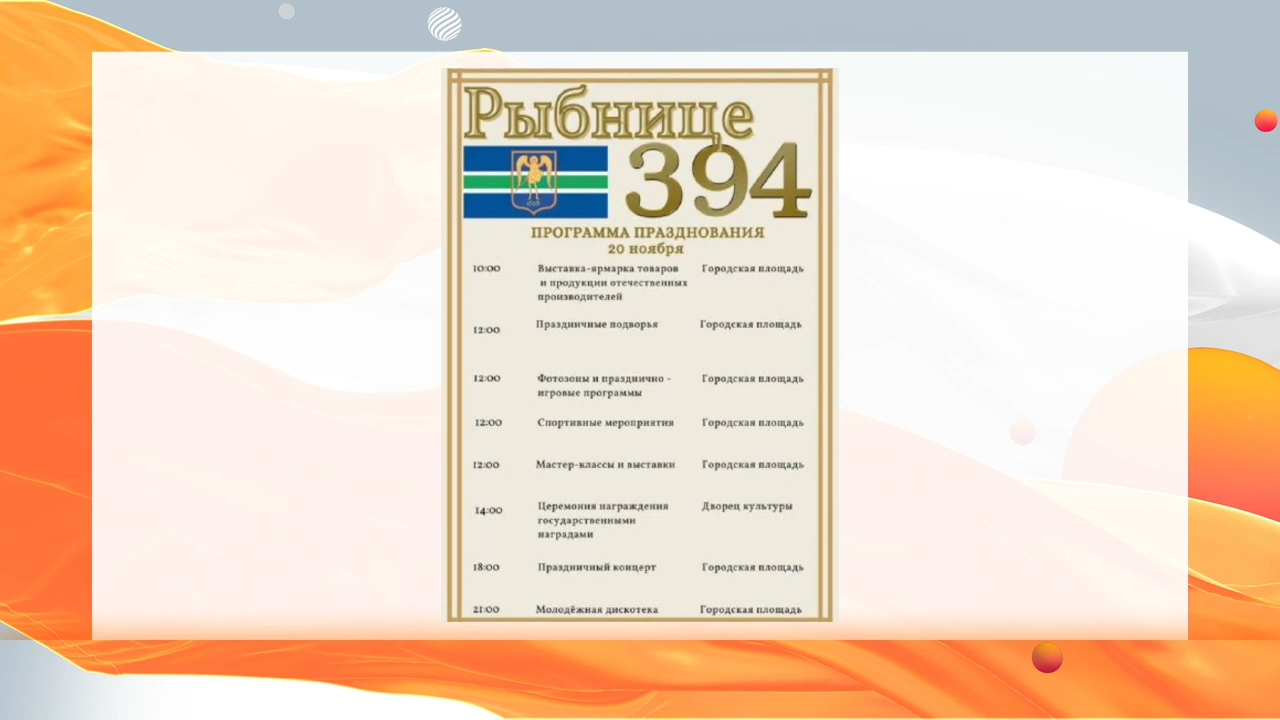 Рыбнице
394
ПРОГРАММА ПРАЗДНОВАНИЯ
20 ноября
10:00 Выставка-ярмарка товаров Городская площадь
и продукции отечественных
производителей
12:00 Праздничные подворья Городская площадь
12:00 Фотозоны и празднично - Городская площадь
игровые программы
12:00 Спортивные мероприятия Городская площадь
12:00 Мастер-классы и выставки Городская площадь
14:00 Церемония награждения Дворец культуры
государственными
наградами
18:00 Праздничный концерт Городская площадь
21:00 Молодёжная дискотека Городская площадь